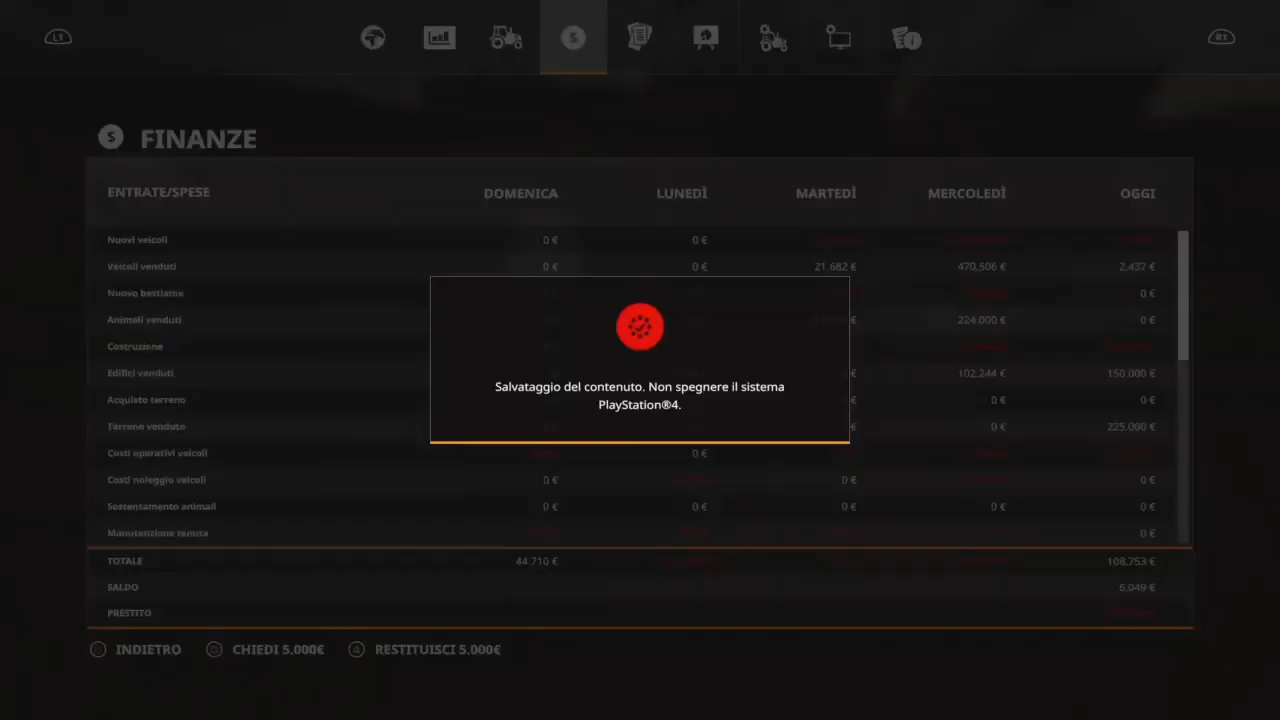 L1
R1
FINANZE
ENTRATE/SPESE DOMENICA LUNEDÌ MARTEDÌ MERCOLEDÌ OGGI
Nuovi veicoli 0 € 0 €
Veicoli venduti 0 € 0 € 21.682 € 470.506 € 2.437 €
Nuovo bestiame 0 €
Animali venduti € 224.000 € 0 €
Costruzione
Edifici venduti € 102.244 € 150.000 €
Acquisto terreno € 0 € 0 €
Terreno venduto € 0 € 225.000 €
Costi operativi veicoli 0 €
Costi noleggio veicoli 0 € 0 € 0 €
Sostentamento animali 0 € 0 € 0 € 0 € 0 €
Manutenzione tenuta 0 €
Salvataggio del contenuto. Non spegnere il sistema
PlayStation®4.
TOTALE 44.710 € 108.753 €
SALDO 6.049 €
PRESTITO
INDIETRO CHIEDI 5.000€ RESTITUISCI 5.000€